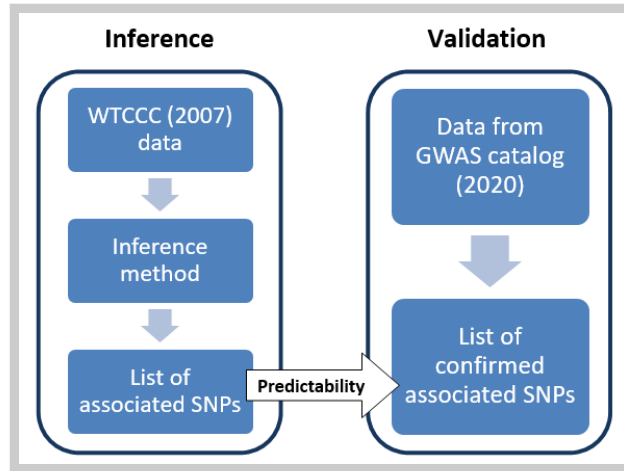 Inference
WTCCC (2007)
data
Inference
method
List of
associated SNPs
Predictability
Validation
Data from
GWAS catalog
(2020)
List of
confirmed
associated SNPs